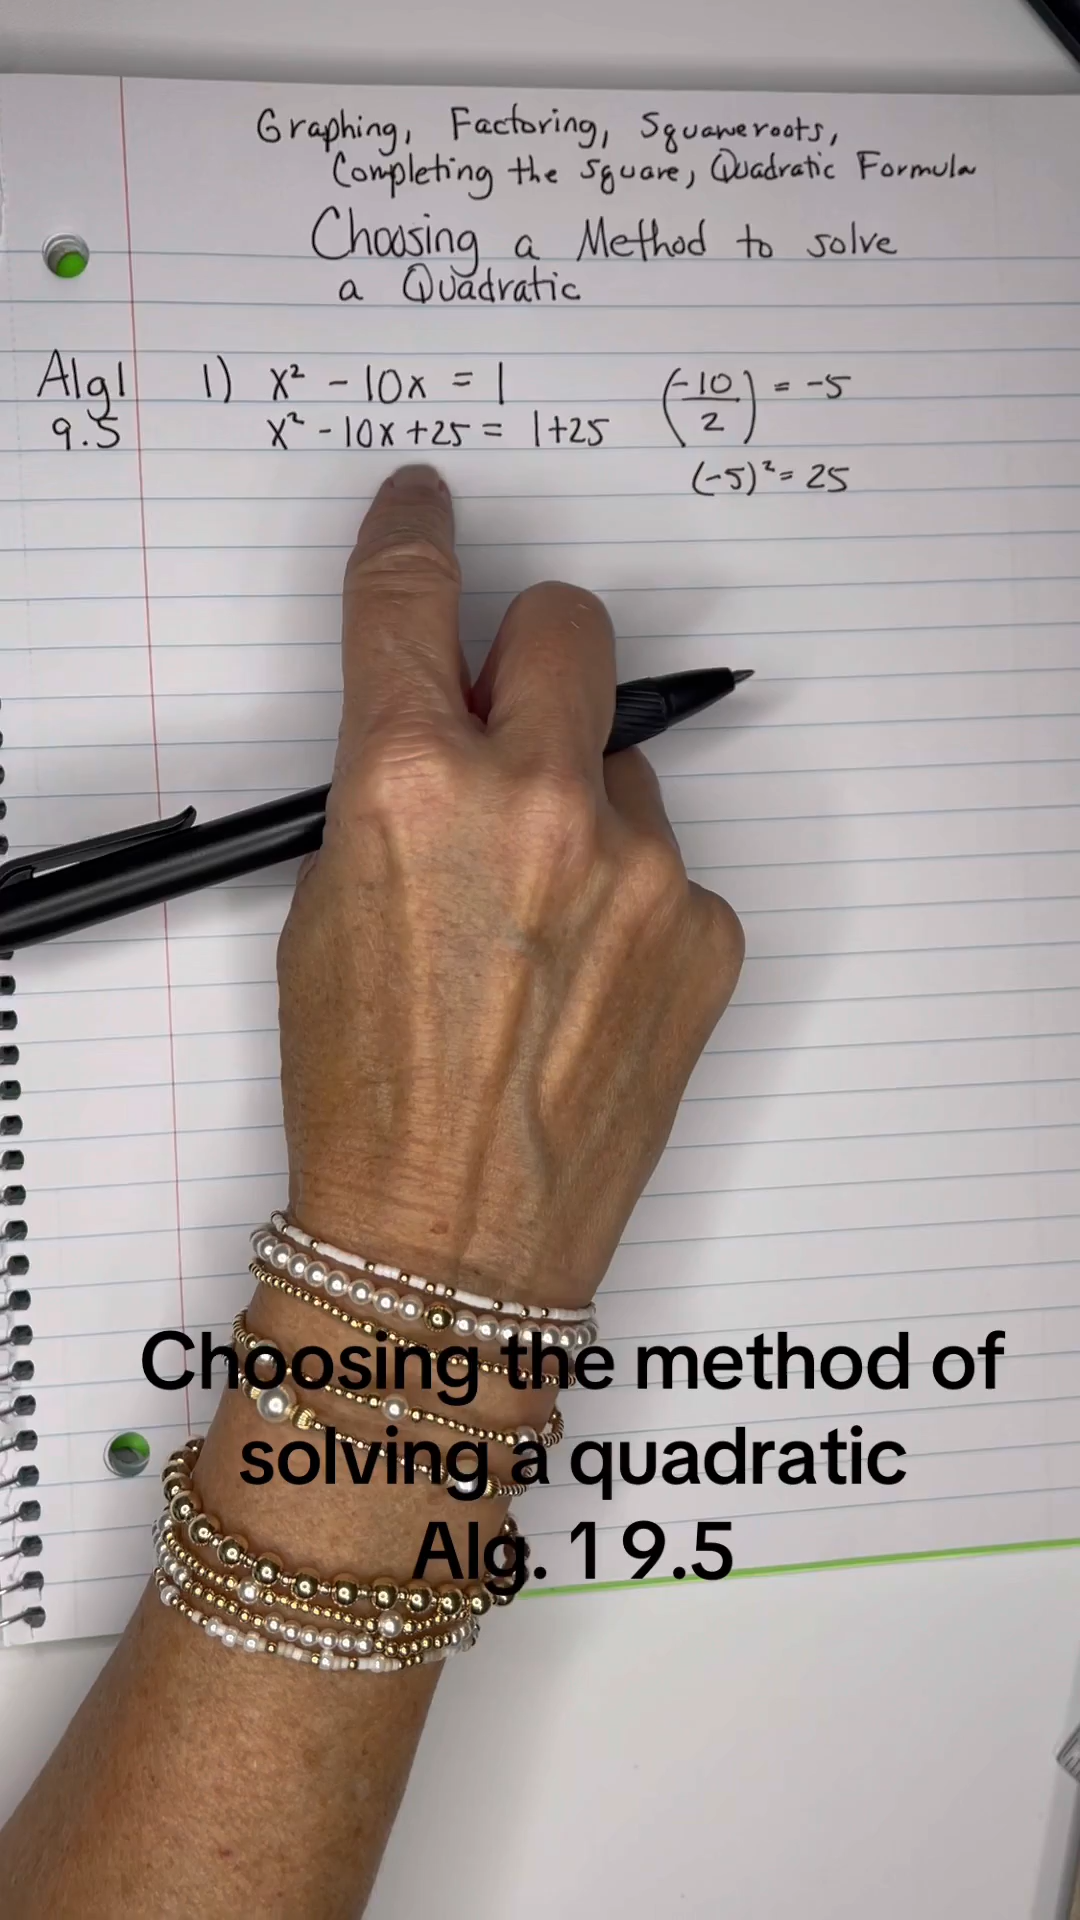 Graphing, Factoring, Squareroots,
Completing the square, Quadratic Formula
Choosing a Method to solve
a Quadratic
Alg1
9.5
1) x² - 10x = 1
x² - 10x + 25 = 1+25
(-10/2) = -5
(-5)² = 25
Choosing the method of
solving a quadratic
Alg. 1 9.5